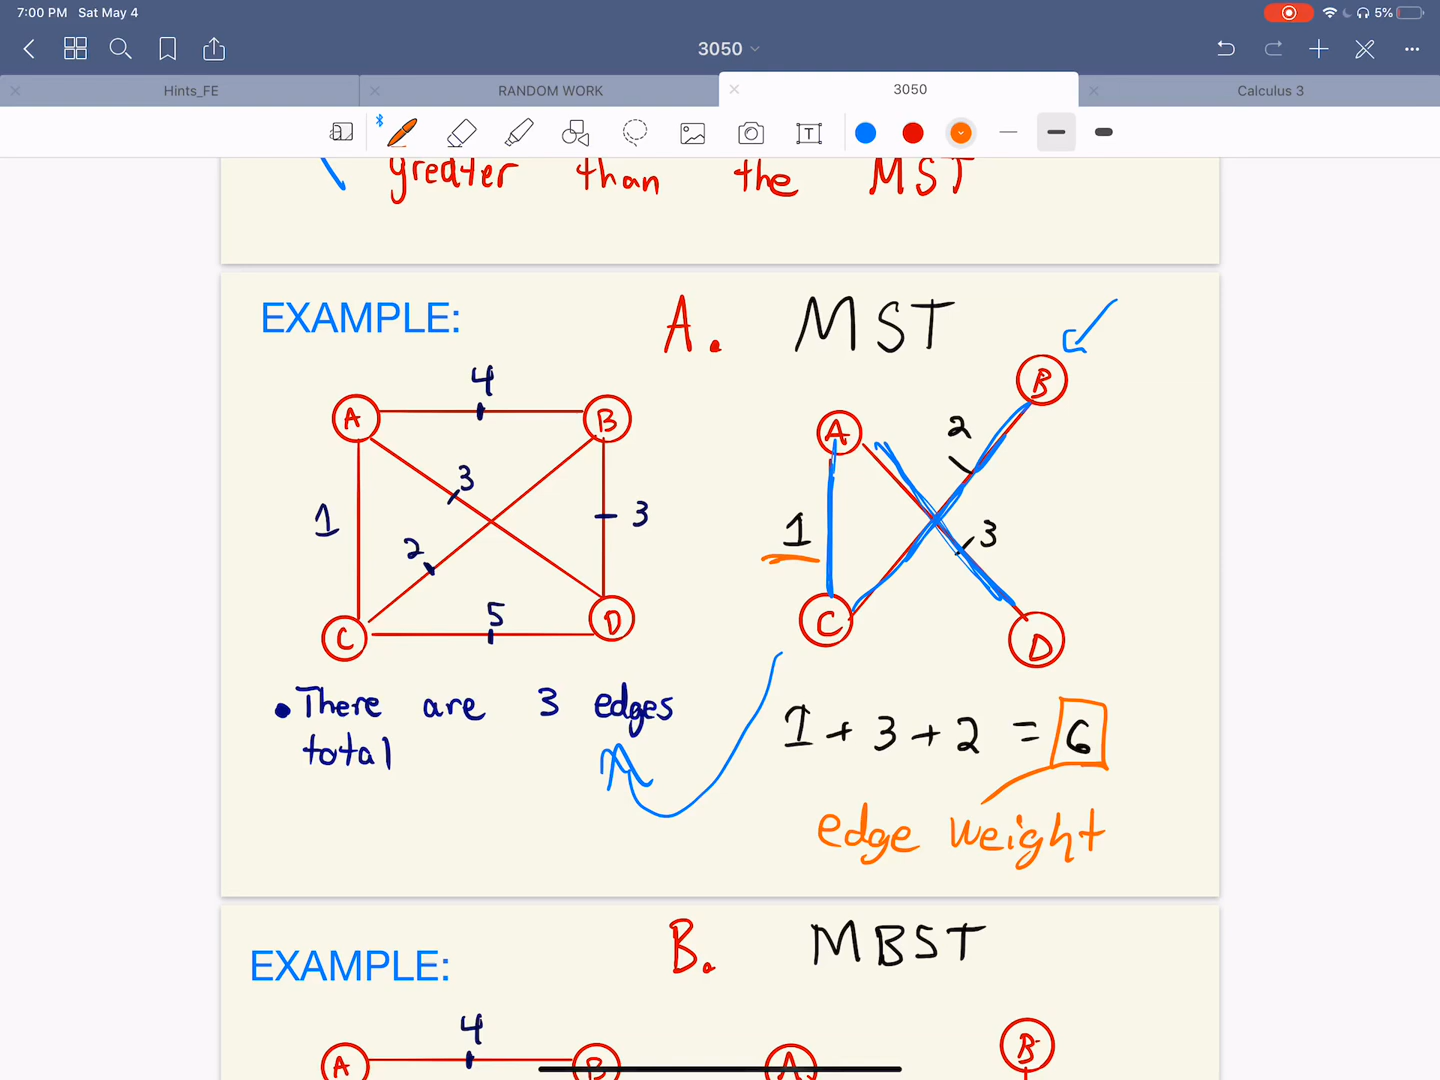 7:00 PM Sat May 4
5%
3050
Hints_FE
RANDOM WORK
3050
Calculus 3
T
greater than the MST
EXAMPLE:
A. MST
4
A
B
3
1
2
3
5
C
D
B
A
2
1
3
C
D
• There are 3 edges
total
1 + 3 + 2 = 6
edge weight
EXAMPLE:
B. MBST
4
A
B
A
B